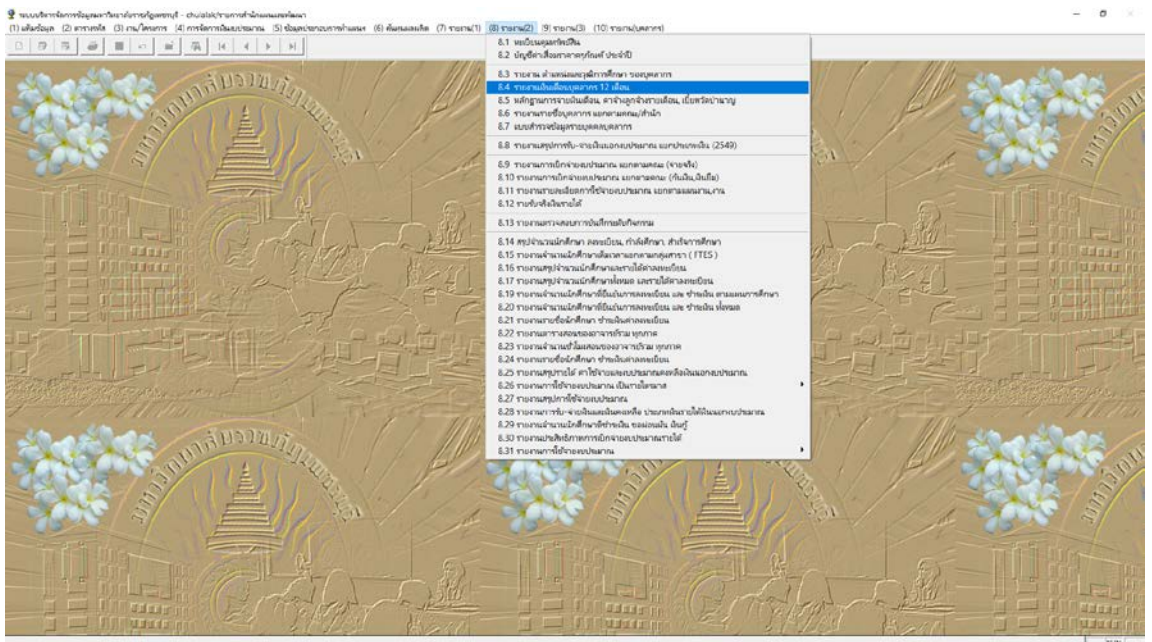 ระบบบริหารจัดการข้อมูลมหาวิทยาลัยราชภัฏเพชรบุรี - chulalak/รายการสำนักแผนและพัฒนา
(1) แฟ้มข้อมูล (2) ตารางรหัส (3) งาน/โครงการ (4) การจัดการเงินงบประมาณ (5) ข้อมูลประกอบการทำแผนฯ (6) ต้นทุนผลผลิต (7) รายงาน(1) (8) รายงาน(2) (9) รายงาน(3) (10) รายงาน(บุคลากร)
8.1 ทะเบียนคุมทรัพย์สิน
8.2 บัญชีค่าเสื่อมราคาครุภัณฑ์ ประจำปี
8.3 รายงาน ตำแหน่งและวุฒิการศึกษา ของบุคลากร
8.4 รายงานเงินเดือนบุคลากร 12 เดือน
8.5 หลักฐานการจ่ายเงินเดือน, ค่าจ้างลูกจ้างรายเดือน, เบี้ยหวัดบำนาญ
8.6 รายงานรายชื่อบุคลากร แยกตามคณะ/สำนัก
8.7 แบบสำรวจข้อมูลรายบุคคลบุคลากร
8.8 รายงานสรุปการรับ-จ่ายเงินนอกงบประมาณ แยกประเภทเงิน (2549)
8.9 รายงานการเบิกจ่ายงบประมาณ แยกตามคณะ (จ่ายจริง)
8.10 รายงานการเบิกจ่ายงบประมาณ แยกตามคณะ (กันเงิน,เงินยืม)
8.11 รายงานรายละเอียดการใช้จ่ายงบประมาณ แยกตามแผนงาน,งาน
8.12 รายรับจริงเงินรายได้
8.13 รายงานตรวจสอบการบันทึกระดับกิจกรรม
8.14 สรุปจำนวนนักศึกษา ลงทะเบียน, กำลังศึกษา, สำเร็จการศึกษา
8.15 รายงานจำนวนนักศึกษาเต็มเวลาแยกตามกลุ่มสาขา ( FTES )
8.16 รายงานสรุปจำนวนนักศึกษาและรายได้ค่าลงทะเบียน
8.17 รายงานสรุปจำนวนนักศึกษาทั้งหมด และรายได้ค่าลงทะเบียน
8.19 รายงานจำนวนนักศึกษาที่ยืนยันการลงทะเบียน และ ชำระเงิน ตามแผนการศึกษา
8.20 รายงานจำนวนนักศึกษาที่ยืนยันการลงทะเบียน และ ชำระเงิน ทั้งหมด
8.21 รายงานรายชื่อนักศึกษา ชำระเงินค่าลงทะเบียน
8.22 รายงานตารางสอนของอาจารย์รวม ทุกภาค
8.23 รายงานจำนวนชั่วโมงสอนของอาจารย์รวม ทุกภาค
8.24 รายงานรายชื่อนักศึกษา ชำระเงินค่าลงทะเบียน
8.25 รายงานสรุปรายได้ ค่าใช้จ่ายและงบประมาณคงเหลือเงินนอกงบประมาณ
8.26 รายงานการใช้จ่ายงบประมาณ เป็นรายไตรมาส
8.27 รายงานสรุปการใช้จ่ายงบประมาณ
8.28 รายงานการรับ-จ่ายเงินและเงินคงเหลือ ประเภทเงินรายได้เงินนอกงบประมาณ
8.29 รายงานจำนวนนักศึกษาที่ชำระเงิน ขอผ่อนผัน เงินกู้
8.30 รายงานประสิทธิภาพการเบิกจ่ายงบประมาณรายได้
8.31 รายงานการใช้จ่ายงบประมาณ